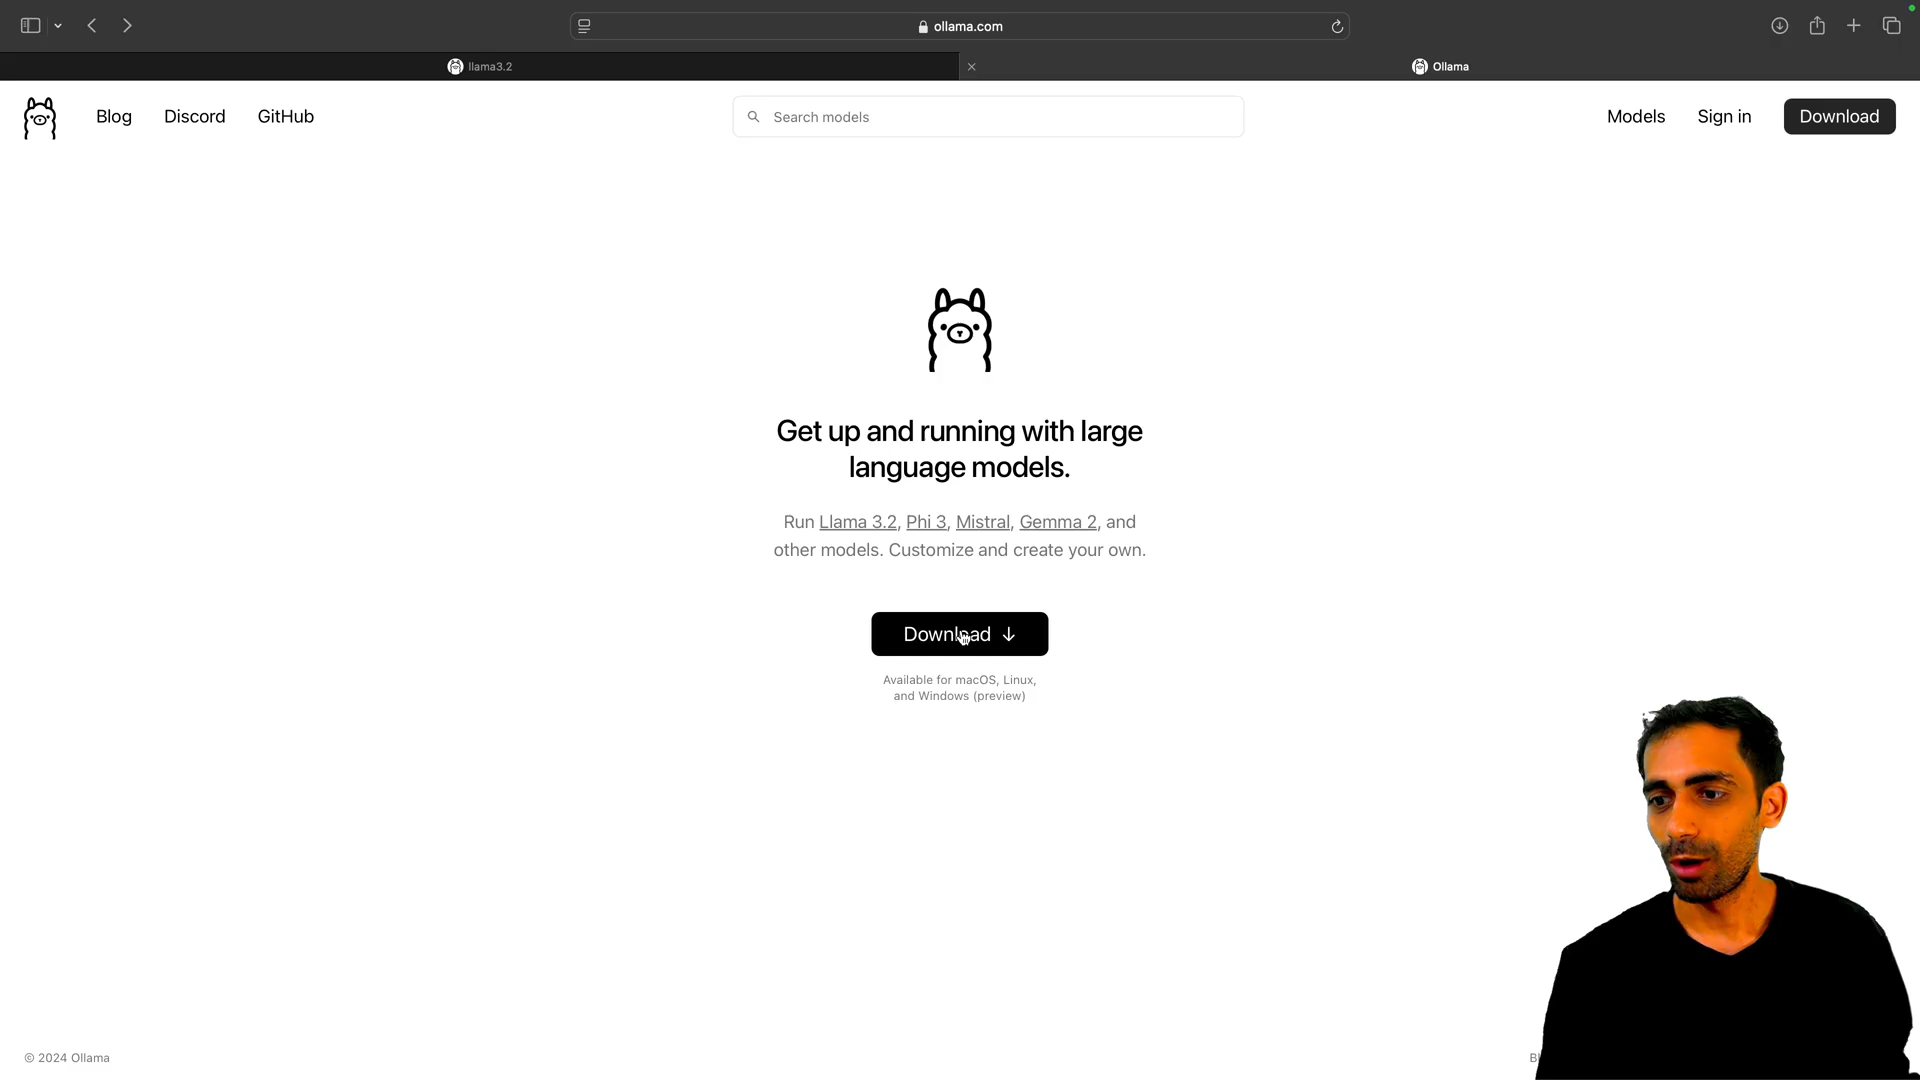 ollama.com
llama3.2
Ollama
Blog
Discord
GitHub
Search models
Models
Sign in
Download
Get up and running with large
language models.
Run Llama 3.2, Phi 3, Mistral, Gemma 2, and
other models. Customize and create your own.
Download ↓
Available for macOS, Linux,
and Windows (preview)
© 2024 Ollama